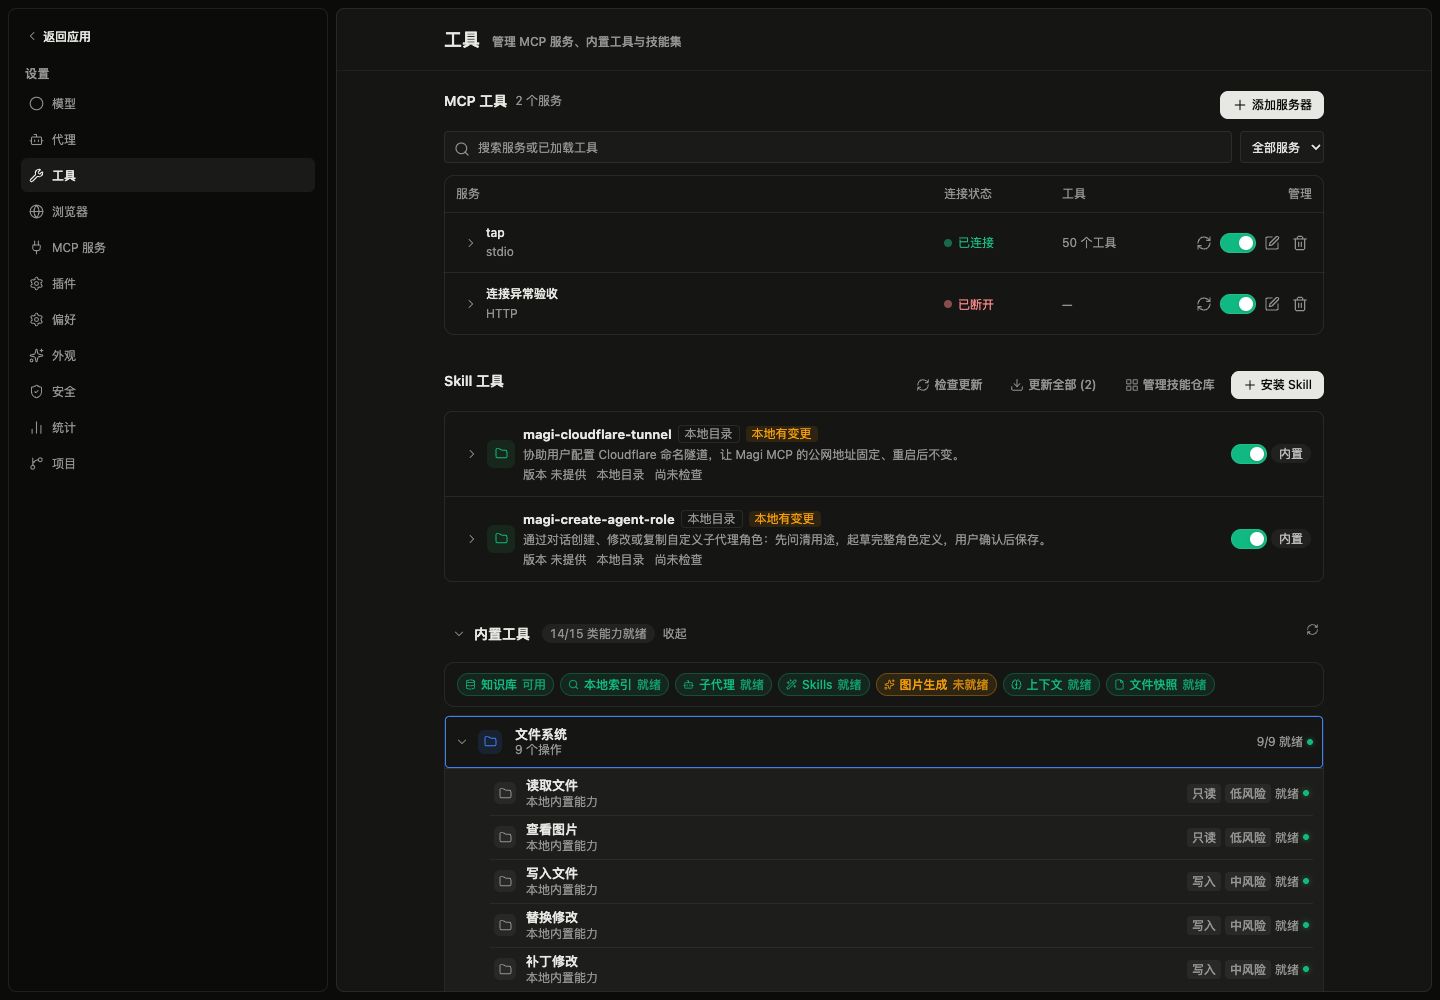 返回应用
设置
模型
代理
工具
浏览器
MCP 服务
插件
偏好
外观
安全
统计
项目
工具 管理 MCP 服务、内置工具与技能集
MCP 工具 2 个服务
添加服务器
搜索服务或已加载工具
全部服务
服务 连接状态 工具 管理
tap
stdio
已连接 50 个工具
连接异常验收
HTTP
已断开 —
Skill 工具
检查更新 更新全部 (2) 管理技能仓库 安装 Skill
magi-cloudflare-tunnel 本地目录 本地有变更
协助用户配置 Cloudflare 命名隧道，让 Magi MCP 的公网地址固定、重启后不变。
版本 未提供 本地目录 尚未检查
内置
magi-create-agent-role 本地目录 本地有变更
通过对话创建、修改或复制自定义子代理角色：先问清用途，起草完整角色定义，用户确认后保存。
版本 未提供 本地目录 尚未检查
内置
内置工具 14/15 类能力就绪 收起
知识库 可用 本地索引 就绪 子代理 就绪 Skills 就绪 图片生成 未就绪 上下文 就绪 文件快照 就绪
文件系统
9 个操作
9/9 就绪
读取文件
本地内置能力
只读 低风险 就绪
查看图片
本地内置能力
只读 低风险 就绪
写入文件
本地内置能力
写入 中风险 就绪
替换修改
本地内置能力
写入 中风险 就绪
补丁修改
本地内置能力
写入 中风险 就绪